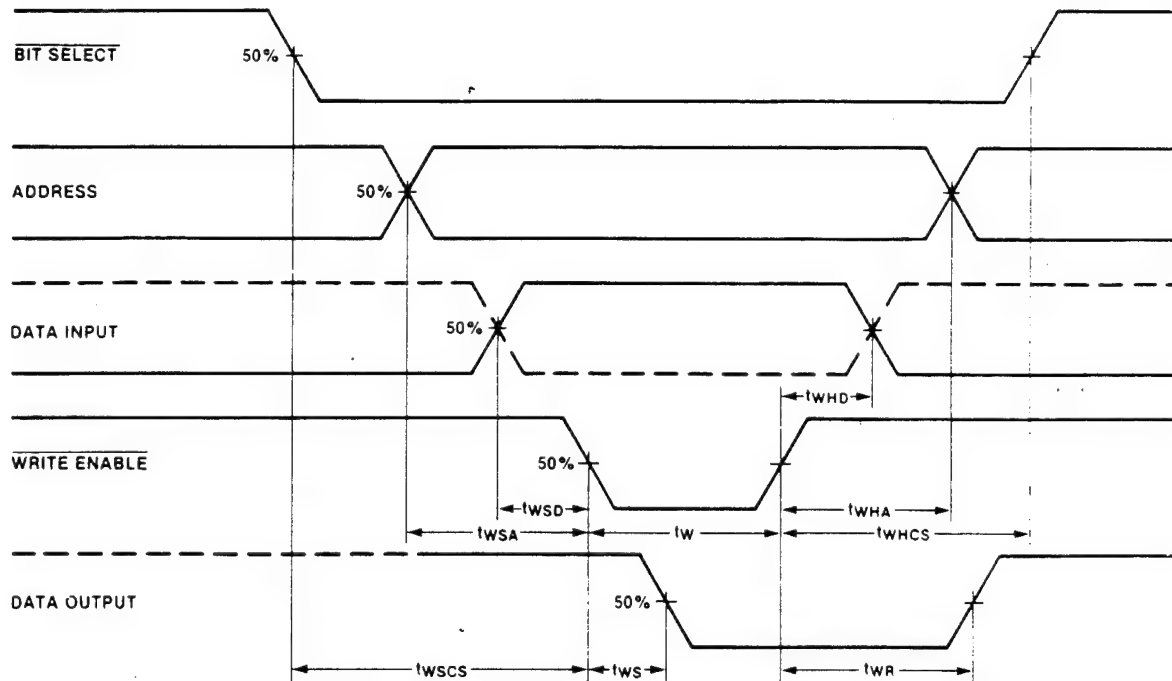 BIT SELECT
50%
ADDRESS
50%
DATA INPUT
50%
tWHD
WRITE ENABLE
50%
tWSD
tWHA
tWSA
tW
tWHCS
DATA OUTPUT
50%
tWSCS
tWS
tWR